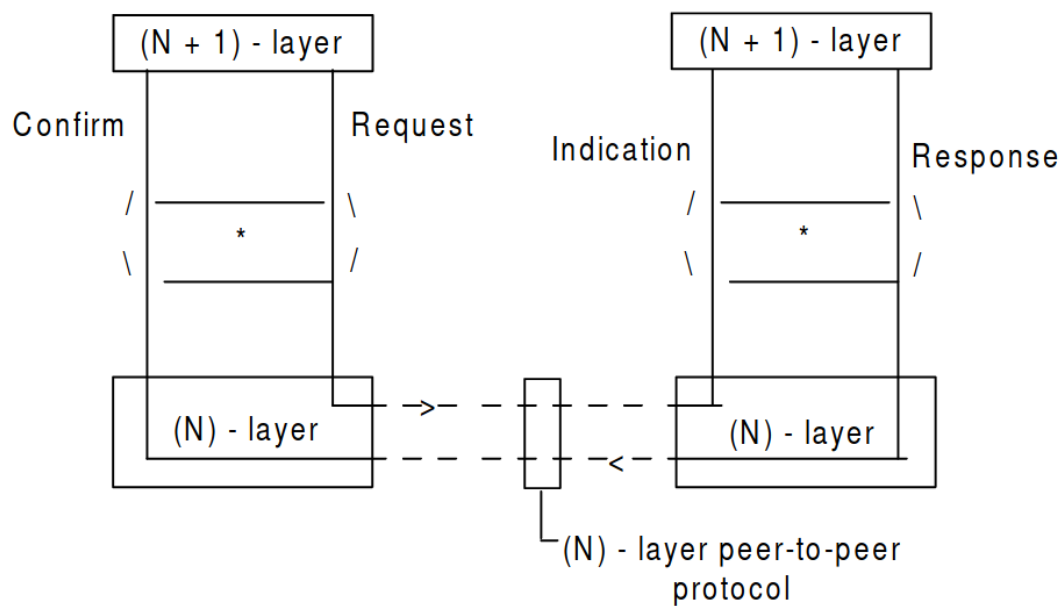 (N + 1) - layer
(N + 1) - layer
Confirm
Request
Indication
Response
/ \
/ \
*
*
\ /
\ /
>
(N) - layer
(N) - layer
<
(N) - layer peer-to-peer
protocol